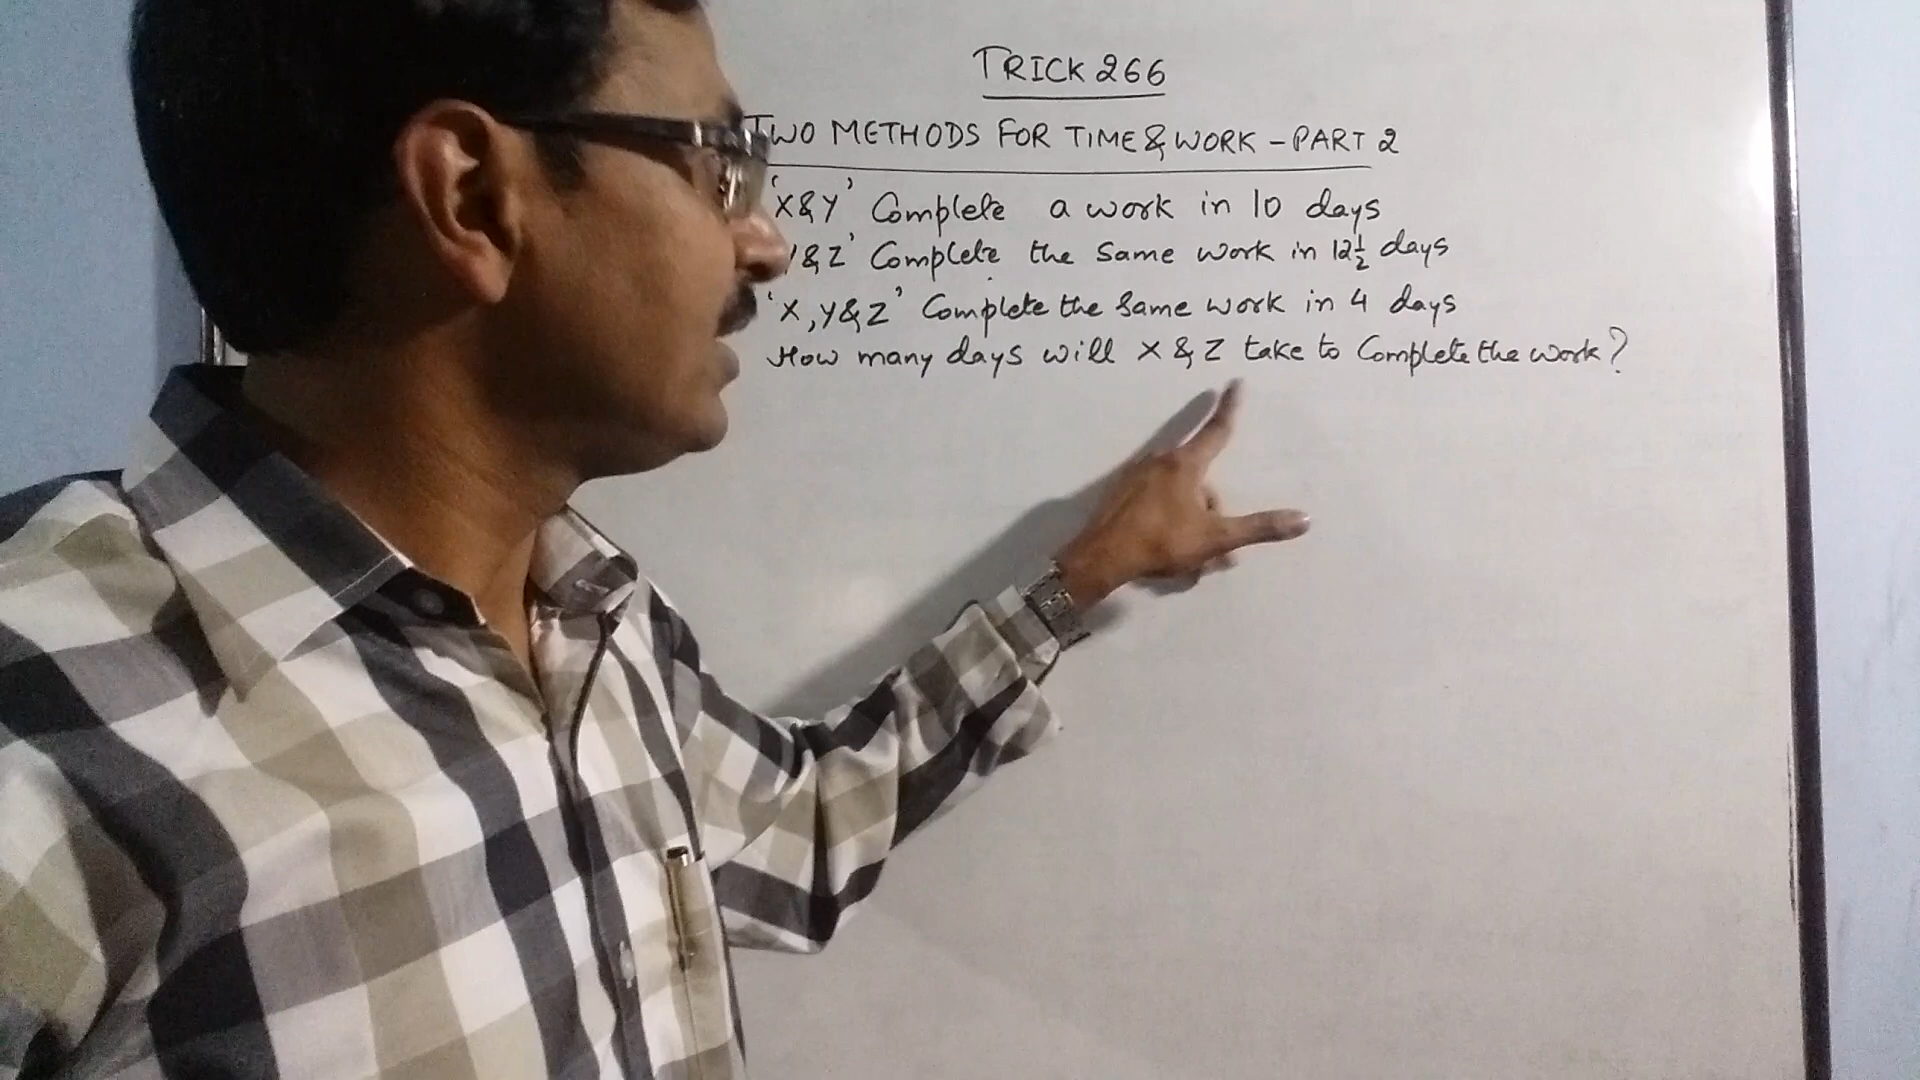 TRICK 266
TWO METHODS FOR TIME & WORK - PART 2
'X&Y' Complete a work in 10 days
Y&Z' Complete the Same work in 12½ days
'X,Y&Z' Complete the Same work in 4 days
How many days will X & Z take to Complete the work?